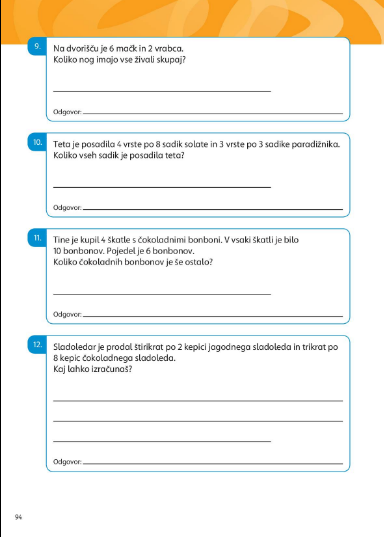 9.
Na dvorišču je 6 mačk in 2 vrabca.
Koliko nog imajo vse živali skupaj?
Odgovor:
10.
Teta je posadila 4 vrste po 8 sadik solate in 3 vrste po 3 sadike paradižnika.
Koliko vseh sadik je posadila teta?
Odgovor:
11.
Tine je kupil 4 škatle s čokoladnimi bonboni. V vsaki škatli je bilo
10 bonbonov. Pojedel je 6 bonbonov.
Koliko čokoladnih bonbonov je še ostalo?
Odgovor:
12.
Sladoledar je prodal štirikrat po 2 kepici jagodnega sladoleda in trikrat po
8 kepic čokoladnega sladoleda.
Kaj lahko izračunaš?
Odgovor:
94